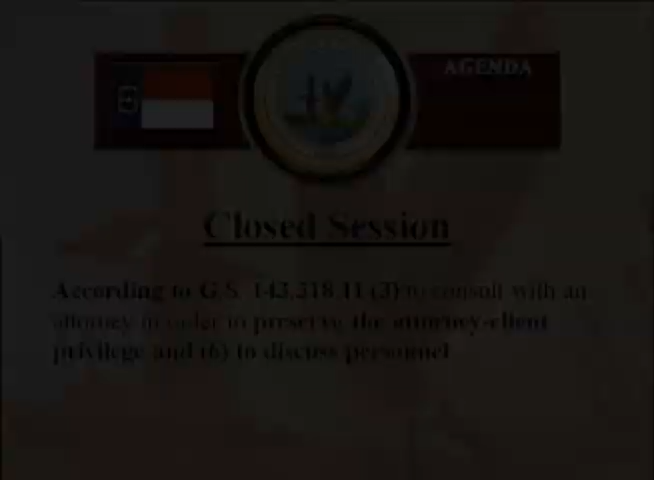 AGENDA
Closed Session
According to G.S. 143.318.11 (3) to consult with an
attorney in order to preserve the attorney-client
privilege and (6) to discuss personnel